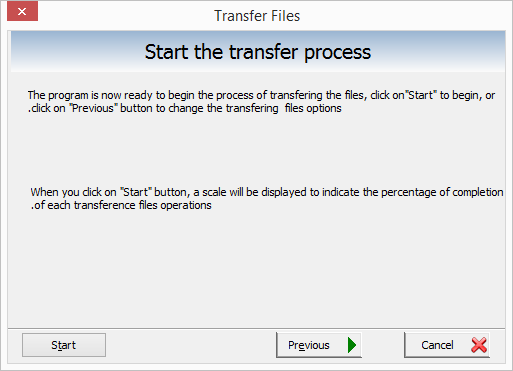 Transfer Files
Start the transfer process
The program is now ready to begin the process of transfering the files, click on"Start" to begin, or
.click on "Previous" button to change the transfering  files options
When you click on "Start" button, a scale will be displayed to indicate the percentage of completion
.of each transference files operations
Start
Previous
Cancel